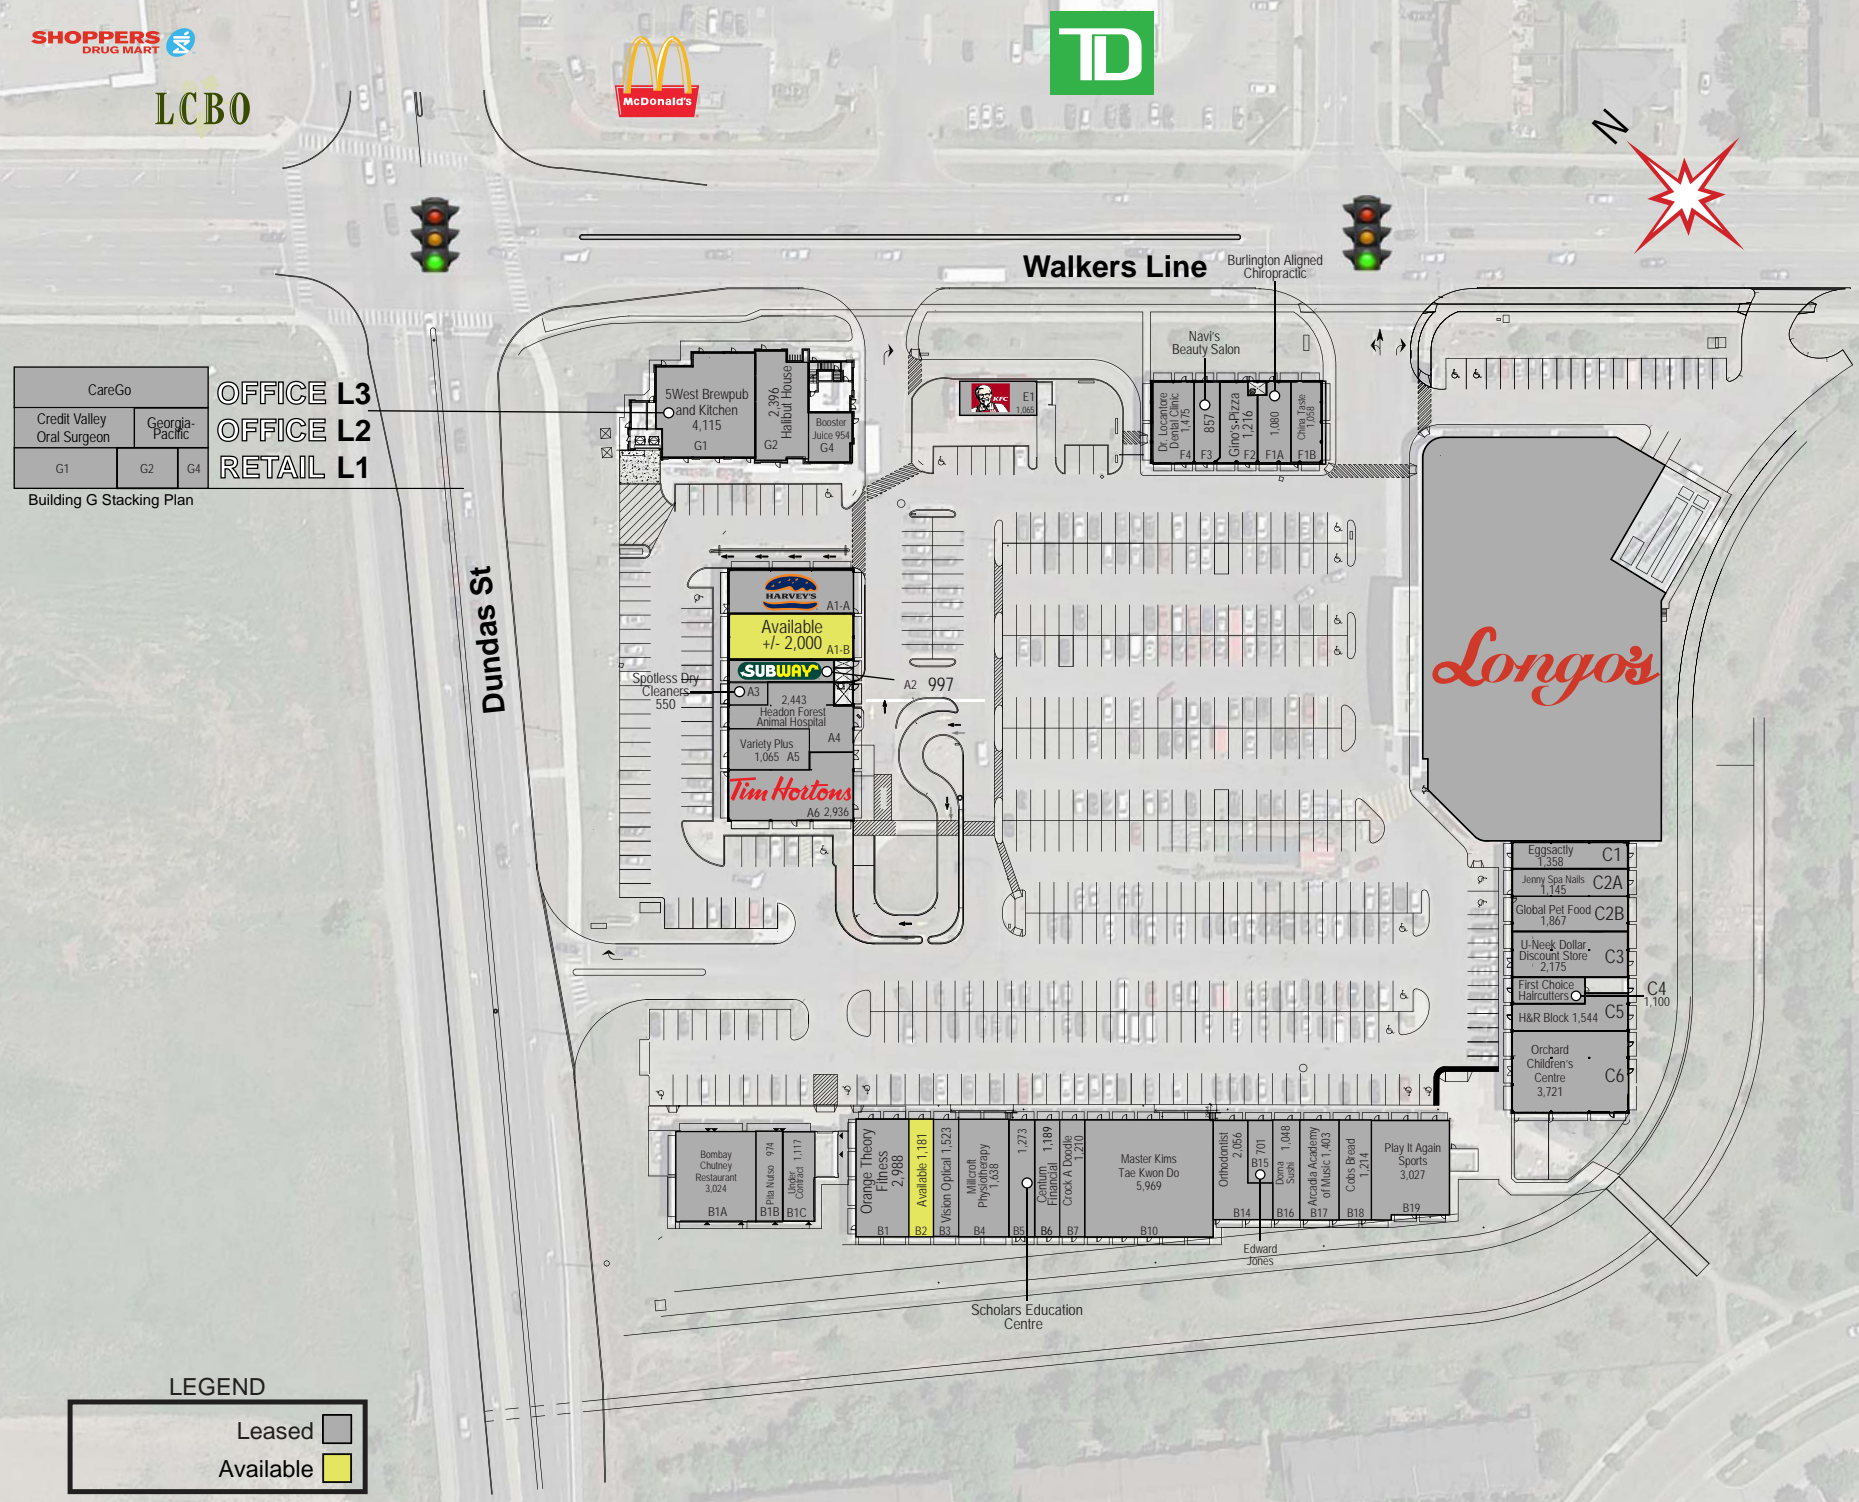 SHOPPERS
DRUG MART
LCBO
McDonald's
TD
N
Walkers Line
Burlington Aligned
Chiropractic
Navi's
Beauty Salon
CareGo
OFFICE L3
Credit Valley
Oral Surgeon
Georgia-
Pacific
OFFICE L2
G1
G2
G4
RETAIL L1
Building G Stacking Plan
5West Brewpub
and Kitchen
4,115
G1
Halibut House
2,396
G2
Booster
Juice 954
G4
KFC
E1
1,065
Dr. Locantore
Dental Clinic
1,475
F4
857
F3
Gino's Pizza
1,216
F2
1,080
F1A
China Taste
1,058
F1B
Dundas St
HARVEY'S
A1-A
Available
+/- 2,000
A1-B
SUBWAY
A2 997
Spotless Dry
Cleaners
550
A3
2,443
Headon Forest
Animal Hospital
A4
Variety Plus
1,065 A5
Tim Hortons
A6 2,936
Longo's
Eggsactly
1,358
C1
Jenny Spa Nails
1,145
C2A
Global Pet Food
1,867
C2B
U-Neek Dollar
Discount Store
2,175
C3
First Choice
Haircutters
C4
1,100
H&R Block 1,544
C5
Orchard
Children's
Centre
3,721
C6
Bombay
Chutney
Restaurant
3,024
B1A
Pita Nutso 974
B1B
Under
Contract 1,117
B1C
Orange Theory
Fitness
2,988
B1
Available 1,181
B2
Vision Optical 1,523
B3
Millcroft
Physiotherapy
1,638
B4
1,273
B5
Centum
Financial 1,189
B6
Crock A Doodle
1,210
B7
Master Kims
Tae Kwon Do
5,969
B10
Orthodontist
2,056
B14
701
B15
Doma
Sushi 1,048
B16
Arcadia Academy
of Music 1,403
B17
Cobs Bread
1,214
B18
Play It Again
Sports
3,027
B19
Edward
Jones
Scholars Education
Centre
LEGEND
Leased
Available